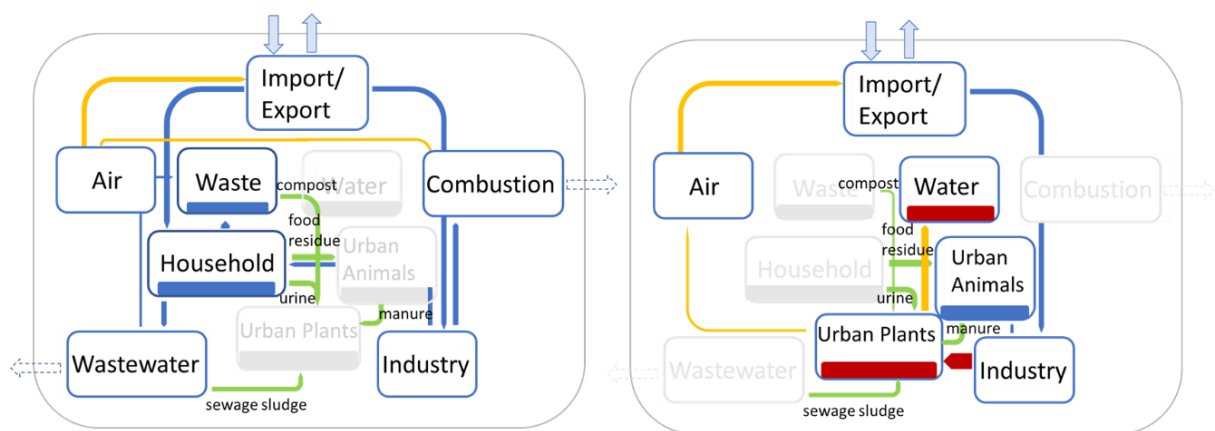 Import/
Export
Air
Waste
compost
Water
Combustion
food
residue
Household
Urban
Animals
urine
manure
Urban Plants
Wastewater
Industry
sewage sludge
Import/
Export
Air
Waste
compost
Water
Combustion
food
residue
Household
Urban
Animals
urine
manure
Urban Plants
Wastewater
Industry
sewage sludge